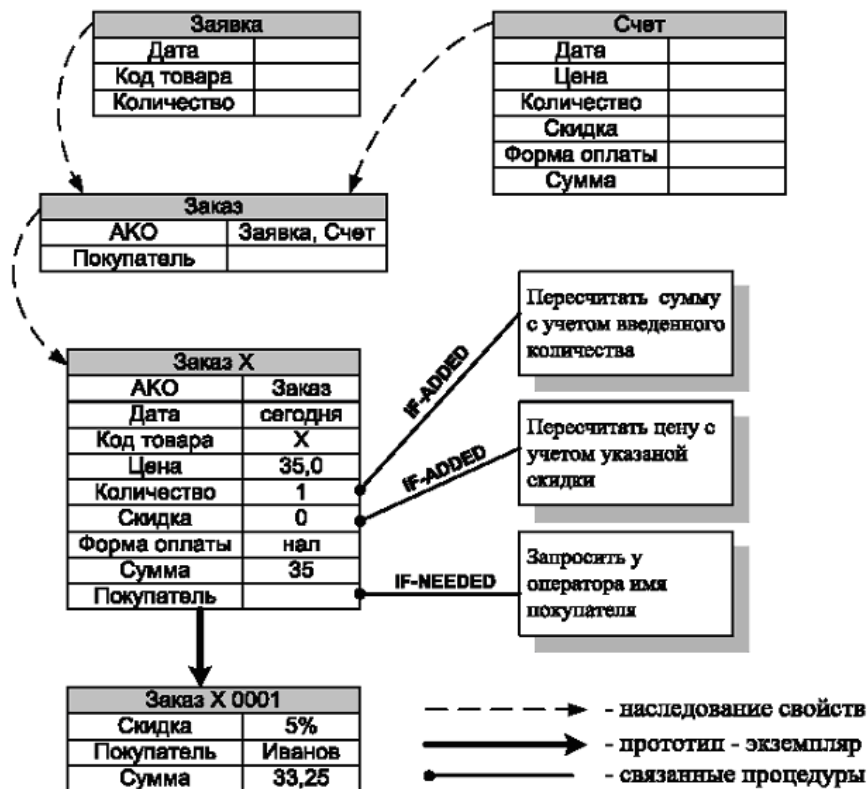 Заявка
Дата
Код товара
Количество
Счет
Дата
Цена
Количество
Скидка
Форма оплаты
Сумма
Заказ
АКО Заявка, Счет
Покупатель
Заказ X
АКО Заказ
Дата сегодня
Код товара X
Цена 35,0
Количество 1
Скидка 0
Форма оплаты нал
Сумма 35
Покупатель
IF-ADDED
Пересчитать сумму
с учетом введенного
количества
IF-ADDED
Пересчитать цену с
учетом указаной
скидки
IF-NEEDED
Запросить у
оператора имя
покупателя
Заказ X 0001
Скидка 5%
Покупатель Иванов
Сумма 33,25
- наследование свойств
- прототип - экземпляр
- связанные процедуры